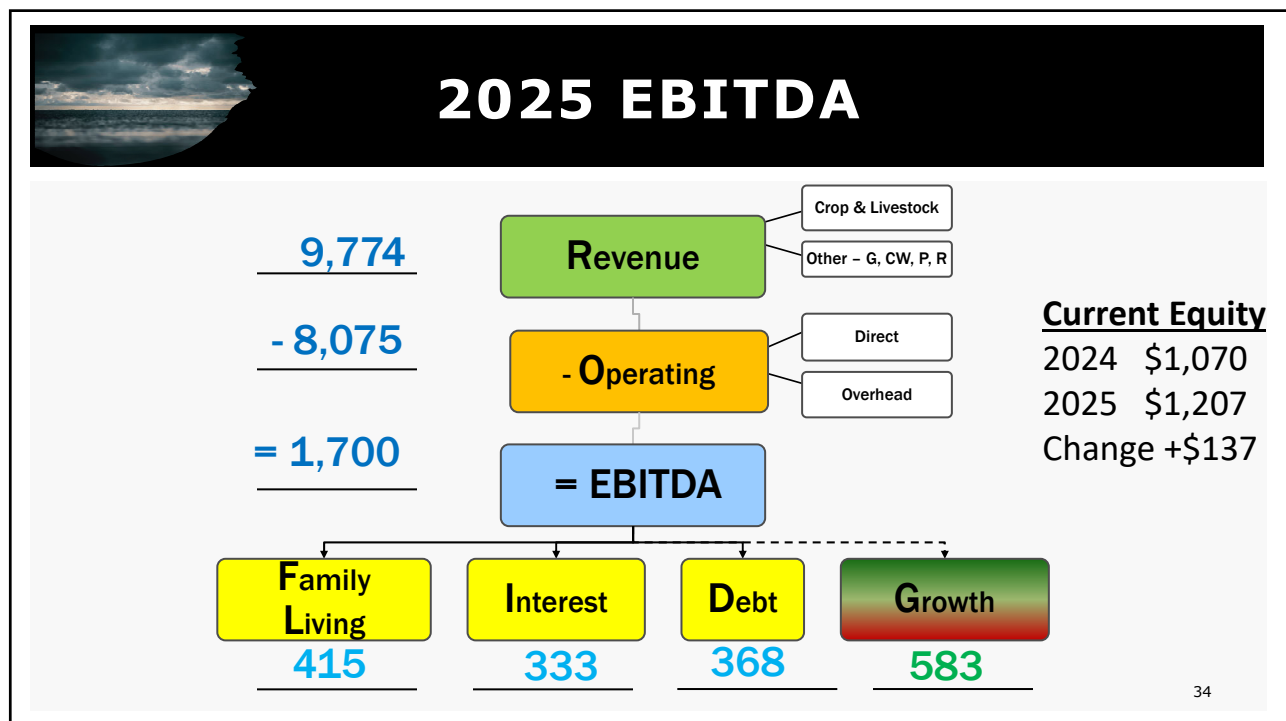 2025 EBITDA
9,774
Revenue
Crop & Livestock
Other – G, CW, P, R
- 8,075
- Operating
Direct
Overhead
= 1,700
= EBITDA
Current Equity
2024 $1,070
2025 $1,207
Change +$137
Family
Living
Interest
Debt
Growth
415
333
368
583
34